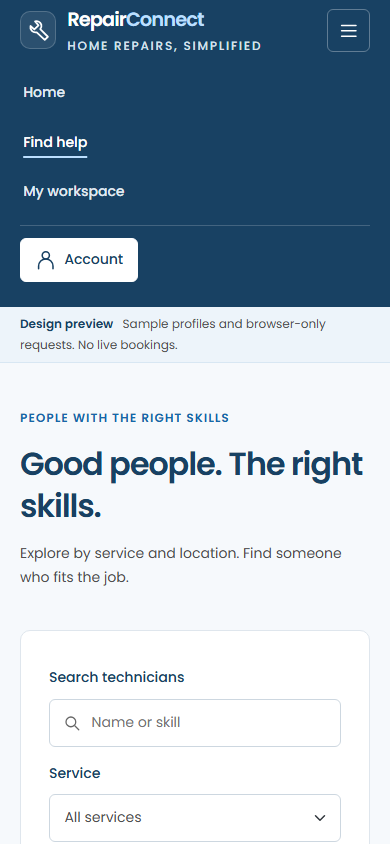 RepairConnect
HOME REPAIRS, SIMPLIFIED
Home
Find help
My workspace
Account
Design preview Sample profiles and browser-only
requests. No live bookings.
PEOPLE WITH THE RIGHT SKILLS
Good people. The right
skills.
Explore by service and location. Find someone
who fits the job.
Search technicians
Name or skill
Service
All services